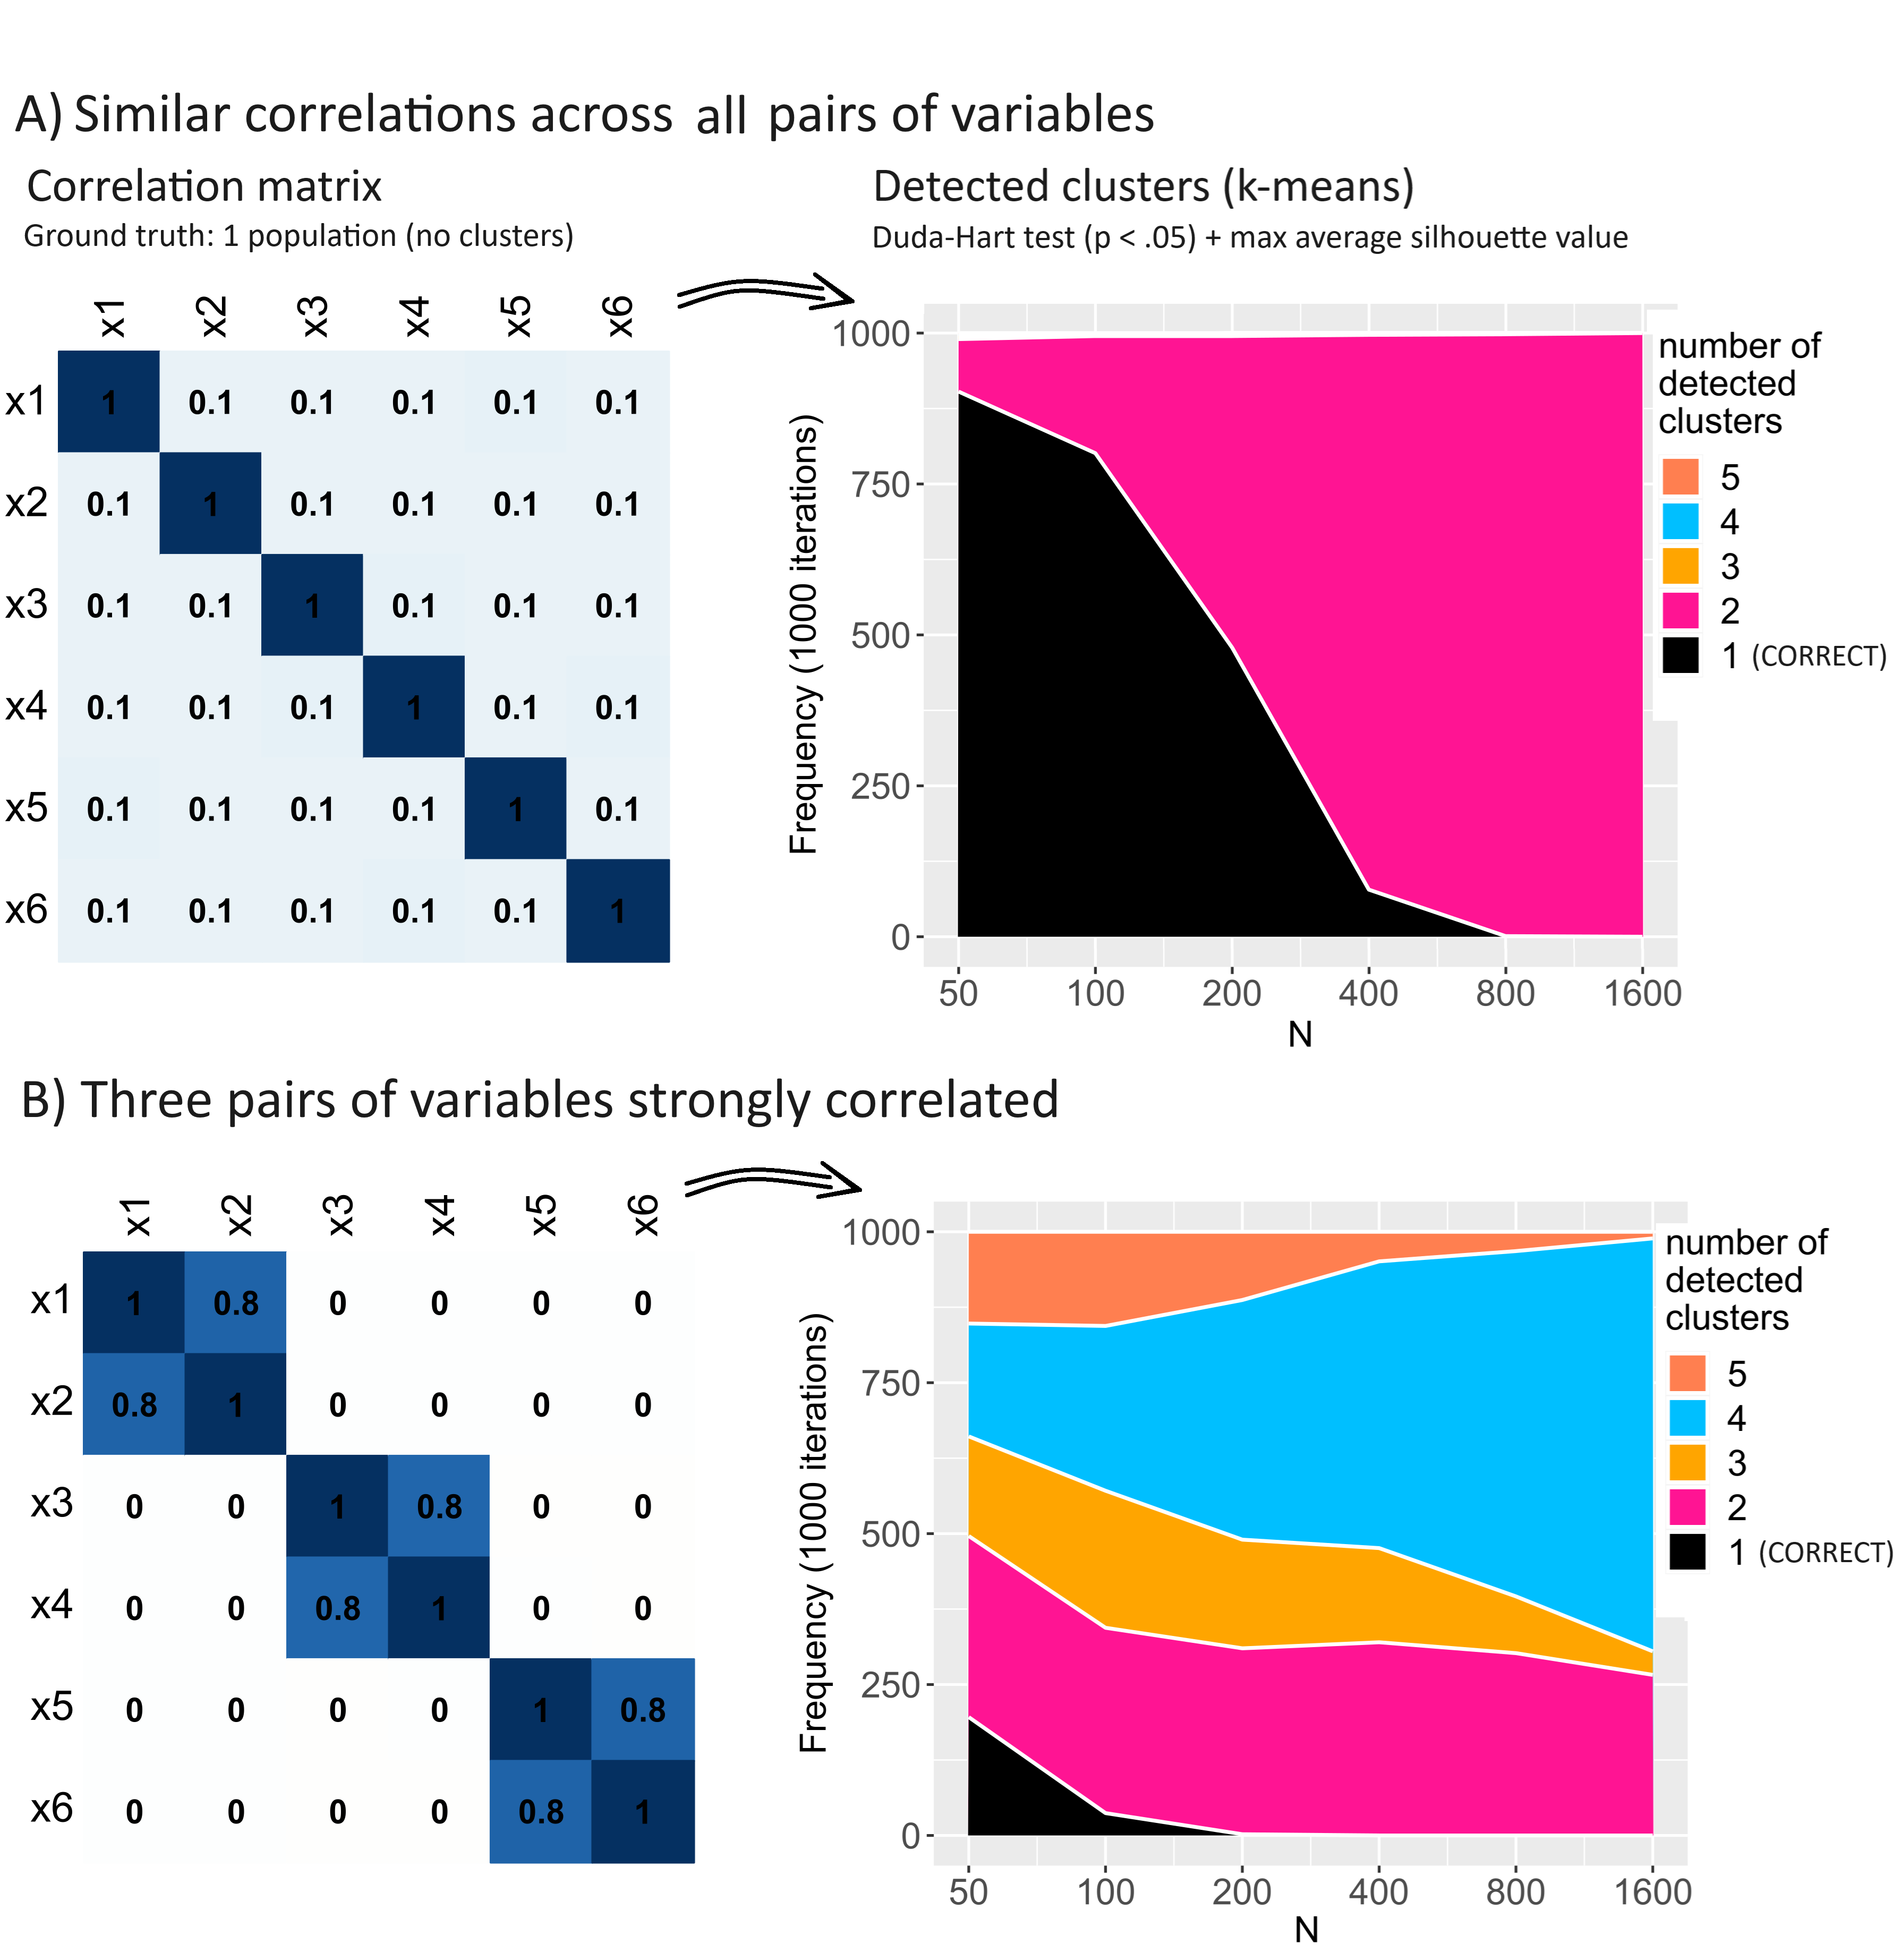 A) Similar correlations across all pairs of variables
Correlation matrix
Ground truth: 1 population (no clusters)
x1 x2 x3 x4 x5 x6
x1 1 0.1 0.1 0.1 0.1 0.1
x2 0.1 1 0.1 0.1 0.1 0.1
x3 0.1 0.1 1 0.1 0.1 0.1
x4 0.1 0.1 0.1 1 0.1 0.1
x5 0.1 0.1 0.1 0.1 1 0.1
x6 0.1 0.1 0.1 0.1 0.1 1
Detected clusters (k-means)
Duda-Hart test (p < .05) + max average silhouette value
Frequency (1000 iterations)
1000
750
500
250
0
50 100 200 400 800 1600
N
number of
detected
clusters
5
4
3
2
1 (CORRECT)
B) Three pairs of variables strongly correlated
x1 x2 x3 x4 x5 x6
x1 1 0.8 0 0 0 0
x2 0.8 1 0 0 0 0
x3 0 0 1 0.8 0 0
x4 0 0 0.8 1 0 0
x5 0 0 0 0 1 0.8
x6 0 0 0 0 0.8 1
Frequency (1000 iterations)
1000
750
500
250
0
50 100 200 400 800 1600
N
number of
detected
clusters
5
4
3
2
1 (CORRECT)